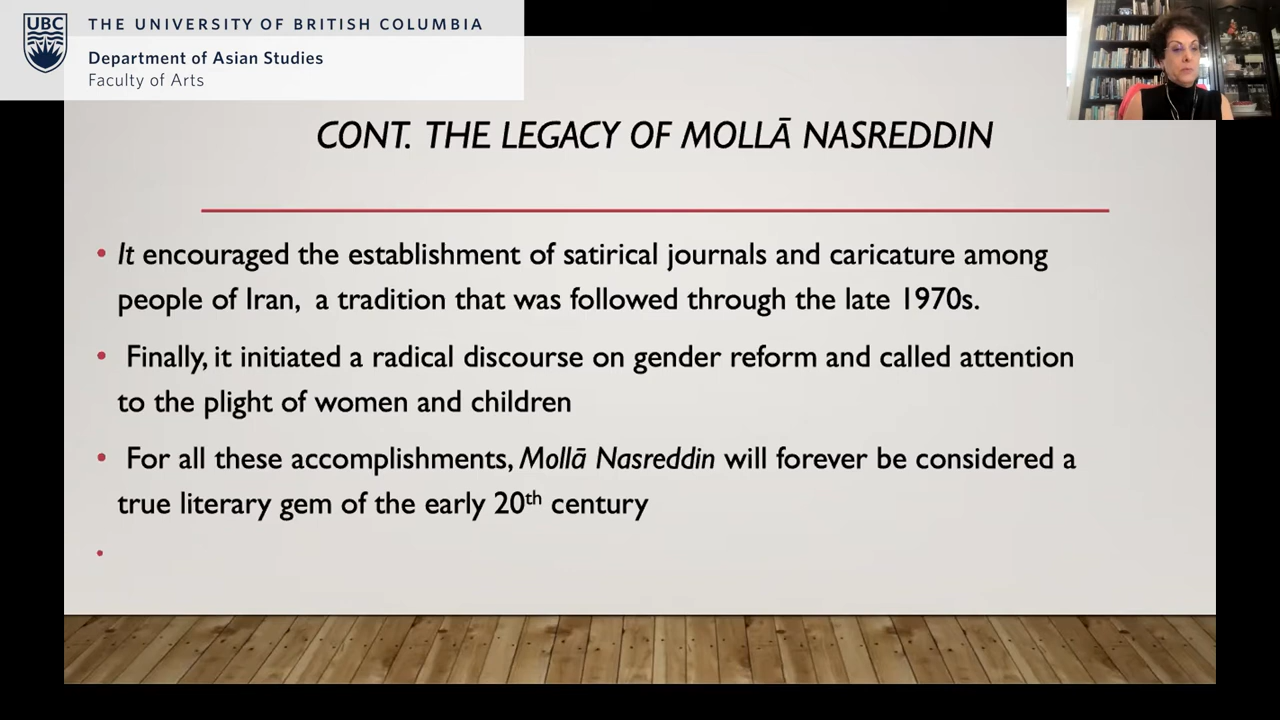 UBC
THE UNIVERSITY OF BRITISH COLUMBIA
Department of Asian Studies
Faculty of Arts
CONT. THE LEGACY OF MOLLĀ NASREDDIN
• It encouraged the establishment of satirical journals and caricature among
people of Iran, a tradition that was followed through the late 1970s.
• Finally, it initiated a radical discourse on gender reform and called attention
to the plight of women and children
• For all these accomplishments, Mollā Nasreddin will forever be considered a
true literary gem of the early 20th century
•